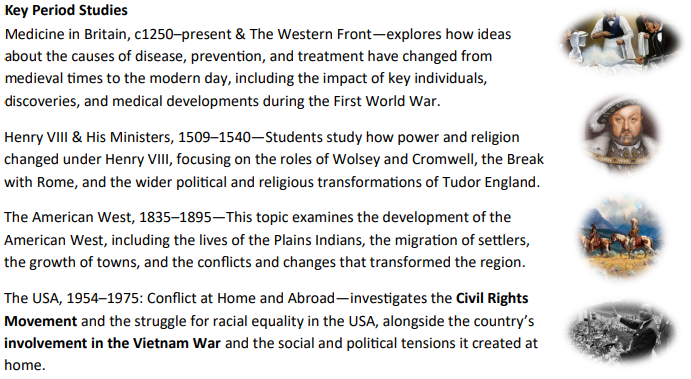 Key Period Studies
Medicine in Britain, c1250–present & The Western Front—explores how ideas
about the causes of disease, prevention, and treatment have changed from
medieval times to the modern day, including the impact of key individuals,
discoveries, and medical developments during the First World War.
Henry VIII & His Ministers, 1509–1540—Students study how power and religion
changed under Henry VIII, focusing on the roles of Wolsey and Cromwell, the Break
with Rome, and the wider political and religious transformations of Tudor England.
The American West, 1835–1895—This topic examines the development of the
American West, including the lives of the Plains Indians, the migration of settlers,
the growth of towns, and the conflicts and changes that transformed the region.
The USA, 1954–1975: Conflict at Home and Abroad—investigates the Civil Rights
Movement and the struggle for racial equality in the USA, alongside the country’s
involvement in the Vietnam War and the social and political tensions it created at
home.